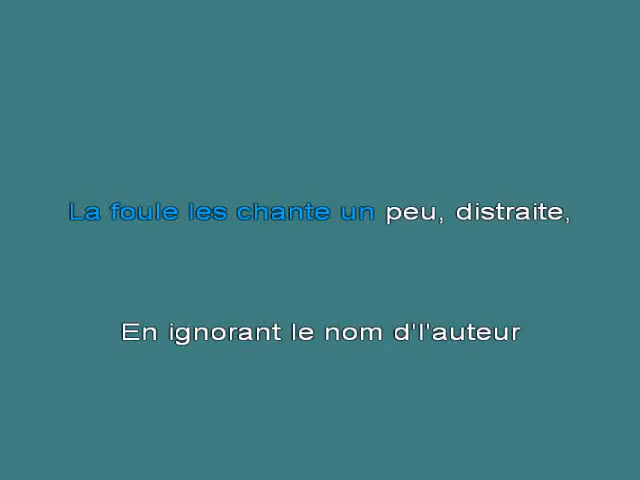 La foule les chante un peu, distraite,
En ignorant le nom d'l'auteur